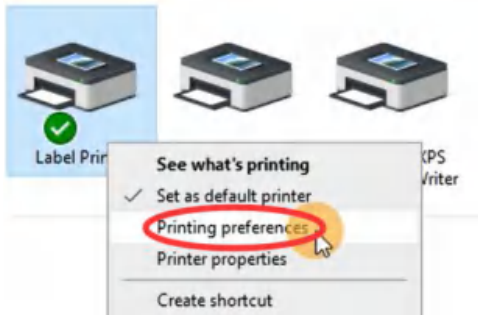 Label Prin
XPS
Writer
See what's printing
Set as default printer
Printing preferences
Printer properties
Create shortcut